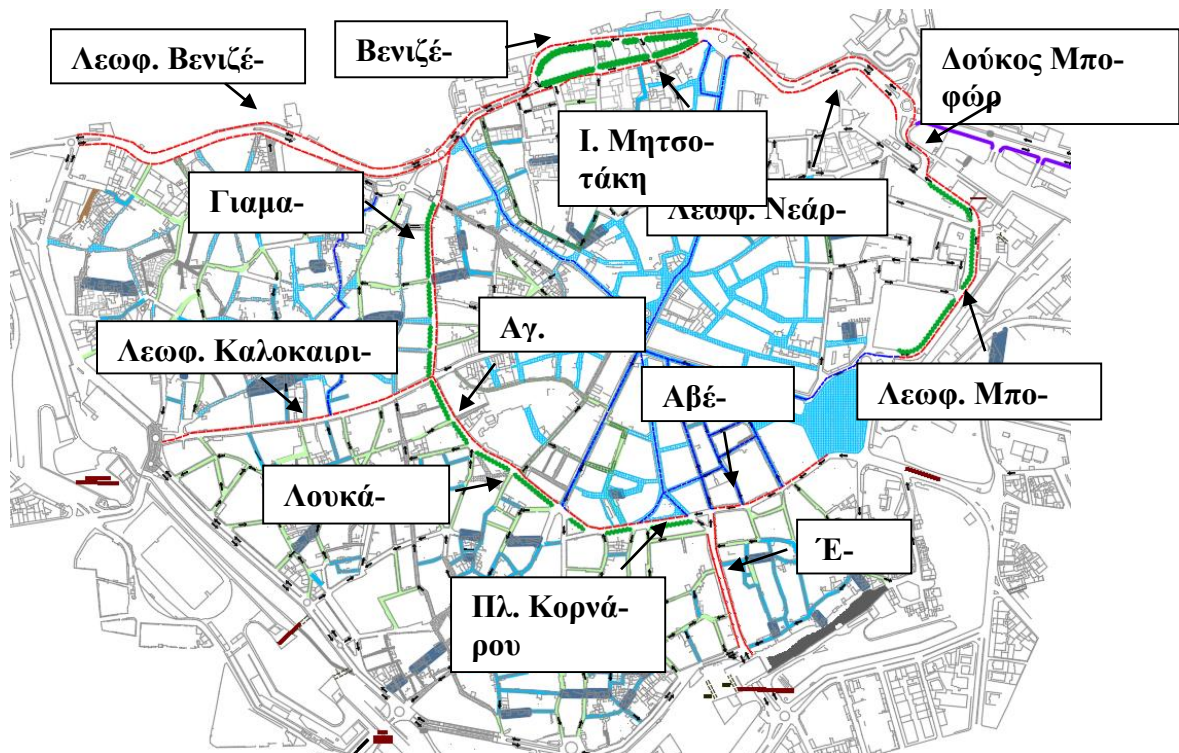 Βενιζέ-
Λεωφ. Βενιζέ-
Δούκος Μπο-
φώρ
Ι. Μητσο-
τάκη
Γιαμα-
Λεωφ. Νεάρ-
Αγ.
Λεωφ. Καλοκαιρι-
Αβέ-
Λεωφ. Μπο-
Λουκά-
Έ-
Πλ. Κορνά-
ρου